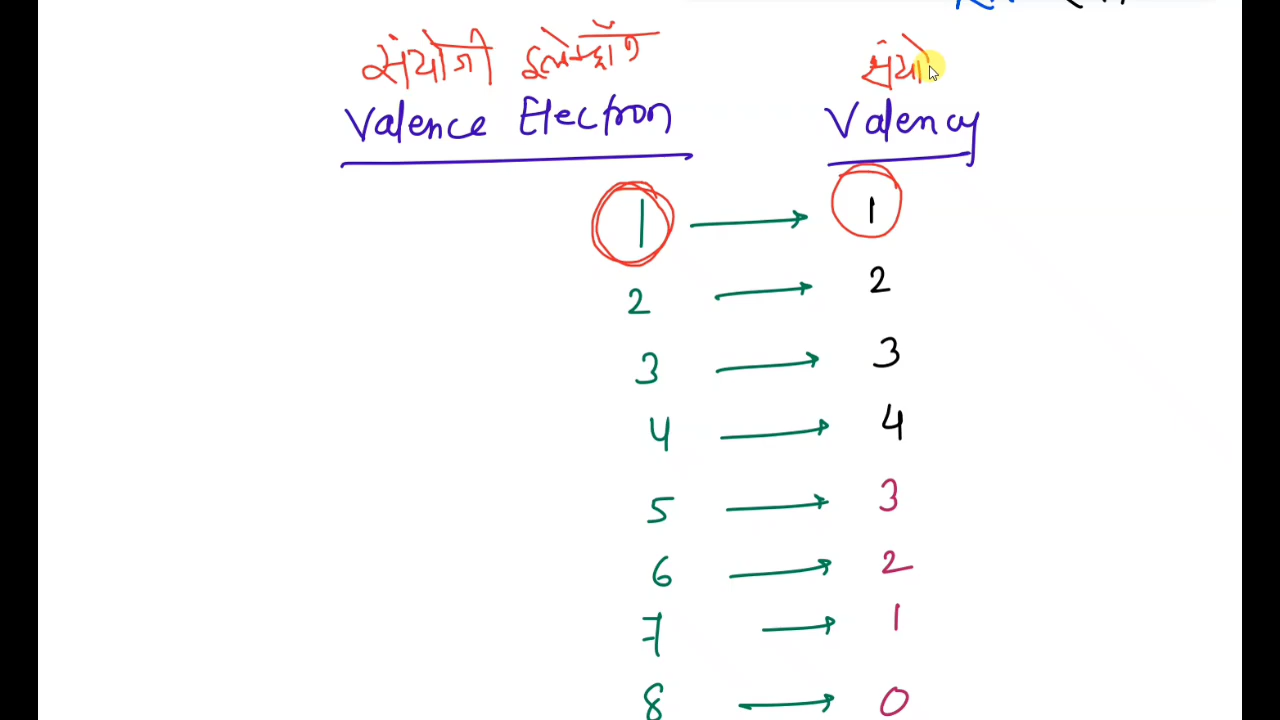 संयोजी इलेक्ट्रॉन संयो
Valence Electron Valency
1 → 1
2 → 2
3 → 3
4 → 4
5 → 3
6 → 2
7 → 1
8 → 0